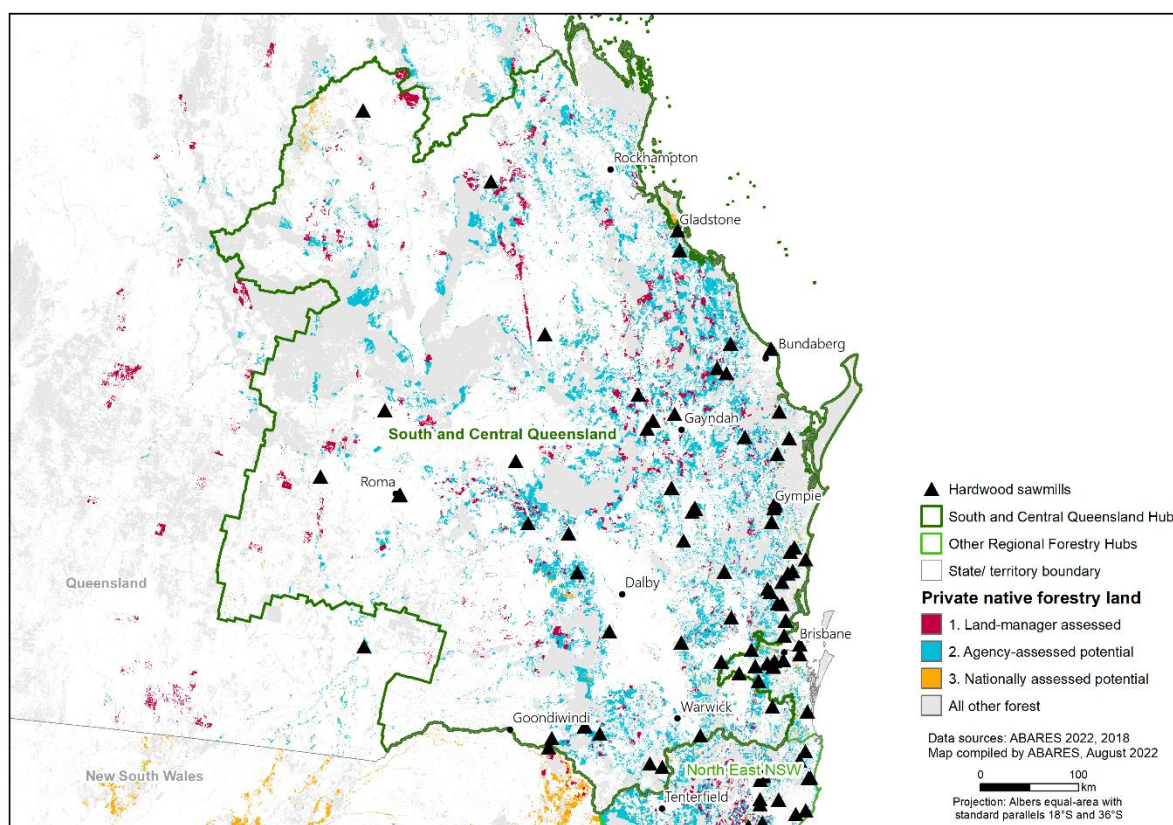 Rockhampton
Gladstone
Bundaberg
Gayndah
South and Central Queensland
Roma
Gympie
Queensland
Dalby
Brisbane
Warwick
Goondiwindi
New South Wales
North East NSW
Tenterfield
Hardwood sawmills
South and Central Queensland Hub
Other Regional Forestry Hubs
State/ territory boundary
Private native forestry land
1. Land-manager assessed
2. Agency-assessed potential
3. Nationally assessed potential
All other forest
Data sources: ABARES 2022, 2018
Map compiled by ABARES, August 2022
0 100
km
Projection: Albers equal-area with
standard parallels 18°S and 36°S